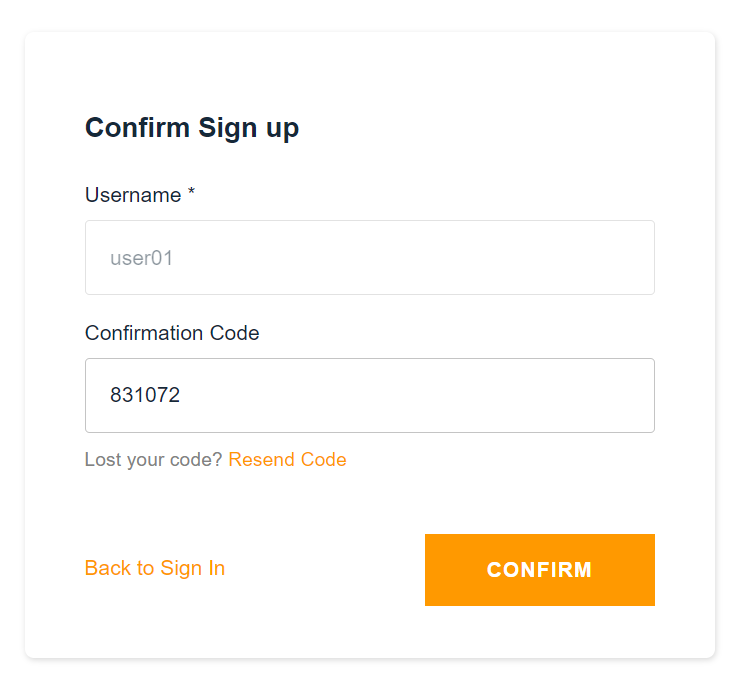 Confirm Sign up
Username *
user01
Confirmation Code
831072
Lost your code? Resend Code
Back to Sign In
CONFIRM